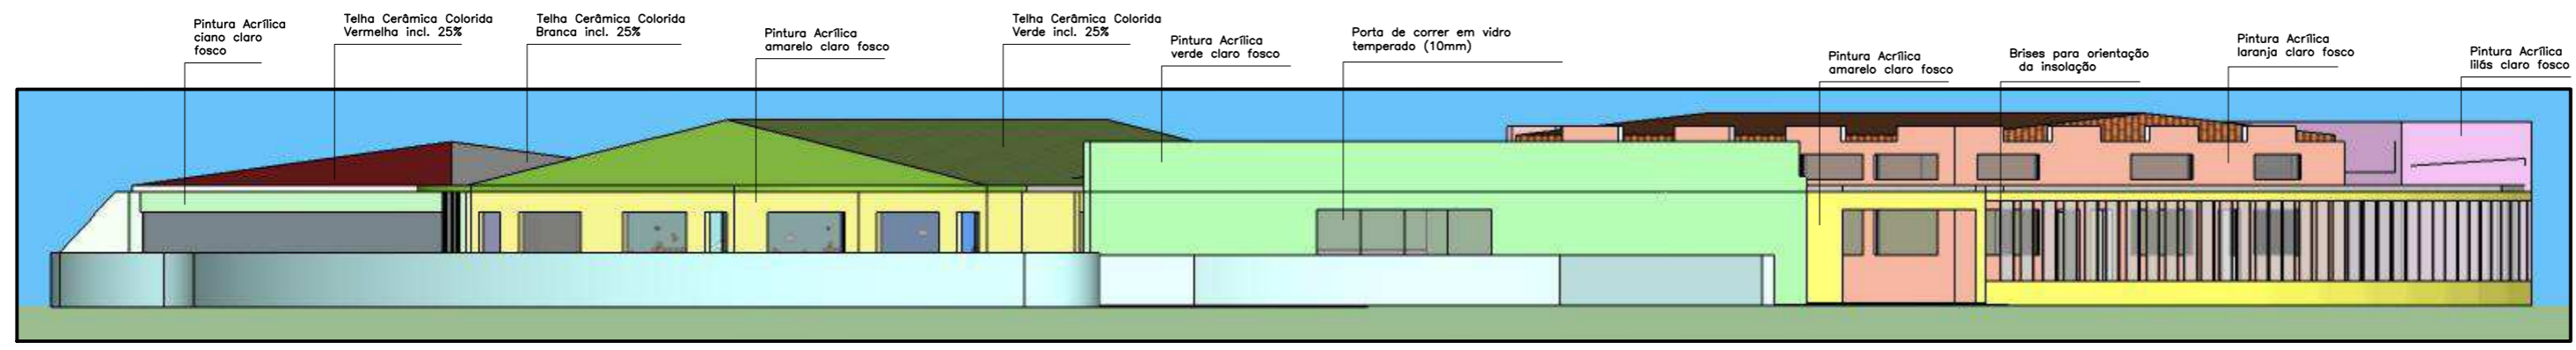 Pintura Acrílica
ciano claro
fosco
Telha Cerâmica Colorida
Vermelha incl. 25%
Telha Cerâmica Colorida
Branca incl. 25%
Pintura Acrílica
amarelo claro fosco
Telha Cerâmica Colorida
Verde incl. 25%
Pintura Acrílica
verde claro fosco
Porta de correr em vidro
temperado (10mm)
Pintura Acrílica
amarelo claro fosco
Brises para orientação
da insolação
Pintura Acrílica
laranja claro fosco
Pintura Acrílica
lilás claro fosco